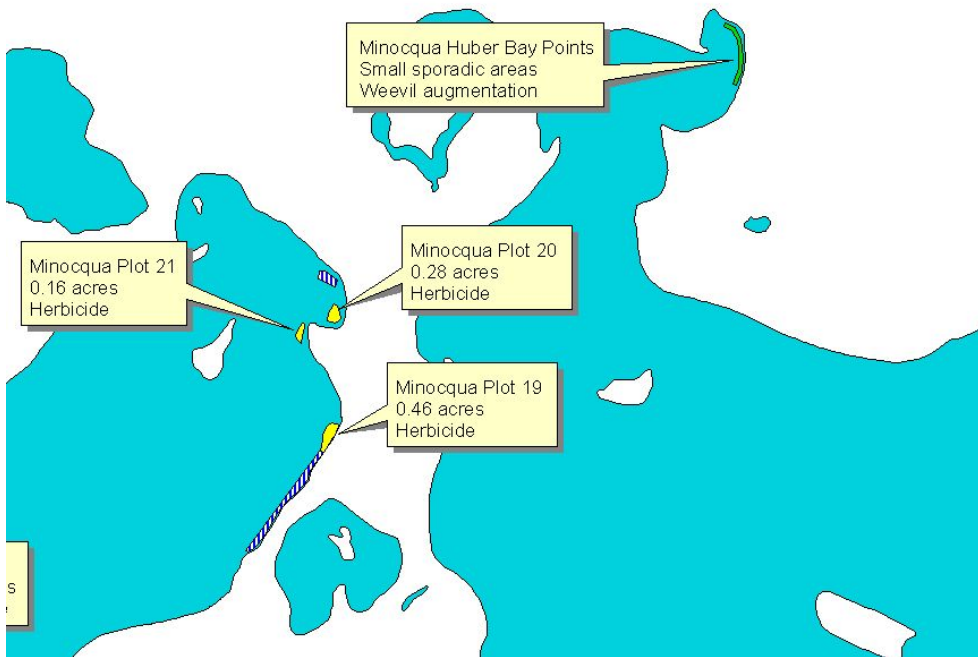 Minocqua Huber Bay Points
Small sporadic areas
Weevil augmentation
Minocqua Plot 20
0.28 acres
Herbicide
Minocqua Plot 21
0.16 acres
Herbicide
Minocqua Plot 19
0.46 acres
Herbicide
s